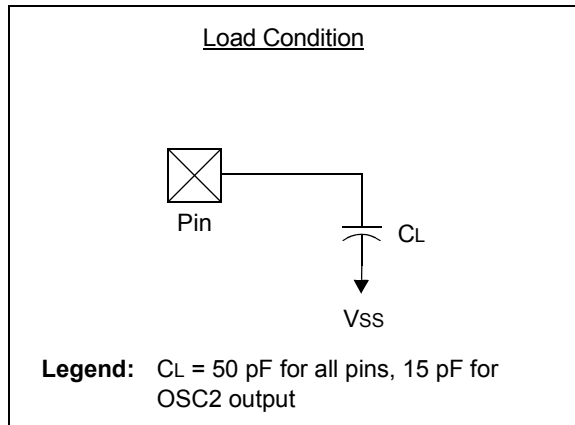 Load Condition
Pin
CL
VSS
Legend: CL = 50 pF for all pins, 15 pF for
OSC2 output